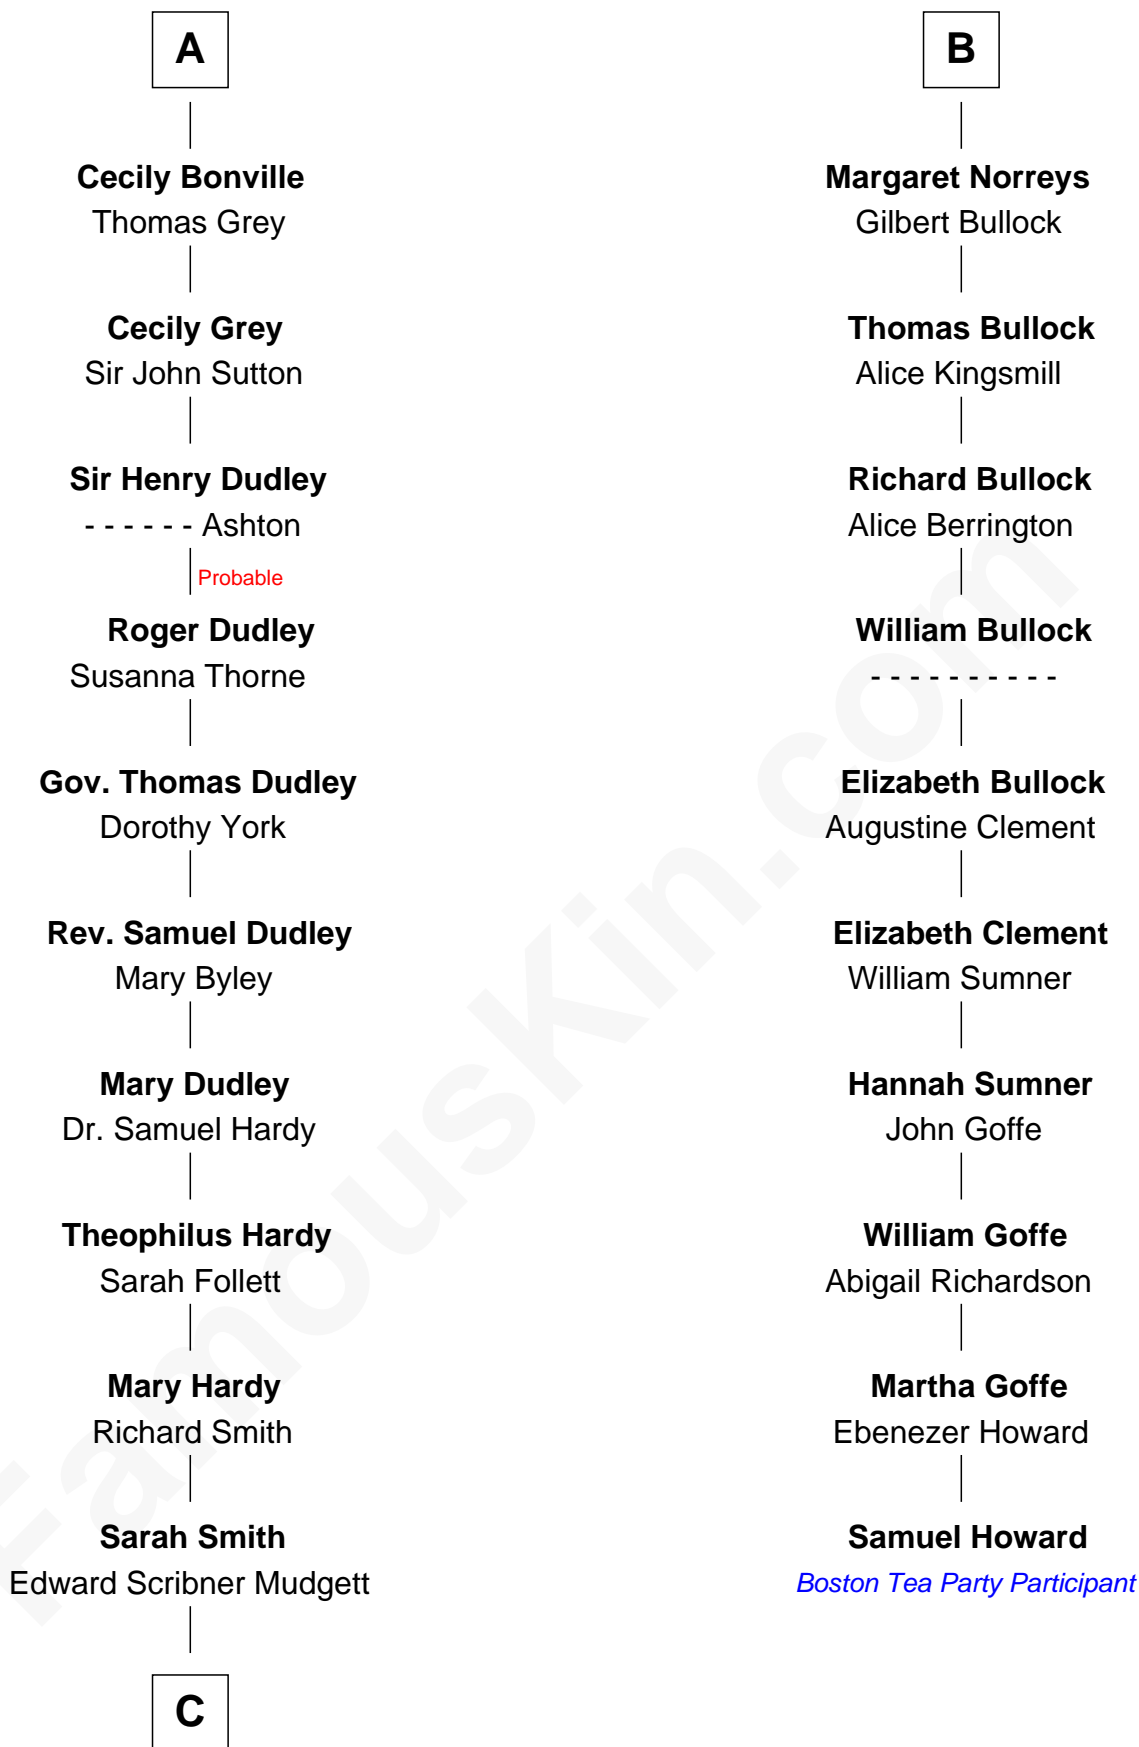 A
Cecily Bonville
Thomas Grey
Cecily Grey
Sir John Sutton
Sir Henry Dudley
- - - - - - Ashton
Probable
Roger Dudley
Susanna Thorne
Gov. Thomas Dudley
Dorothy York
Rev. Samuel Dudley
Mary Byley
Mary Dudley
Dr. Samuel Hardy
Theophilus Hardy
Sarah Follett
Mary Hardy
Richard Smith
Sarah Smith
Edward Scribner Mudgett
C
B
Margaret Norreys
Gilbert Bullock
Thomas Bullock
Alice Kingsmill
Richard Bullock
Alice Berrington
William Bullock
- - - - - - - - - -
Elizabeth Bullock
Augustine Clement
Elizabeth Clement
William Sumner
Hannah Sumner
John Goffe
William Goffe
Abigail Richardson
Martha Goffe
Ebenezer Howard
Samuel Howard
Boston Tea Party Participant
FamousKin.com